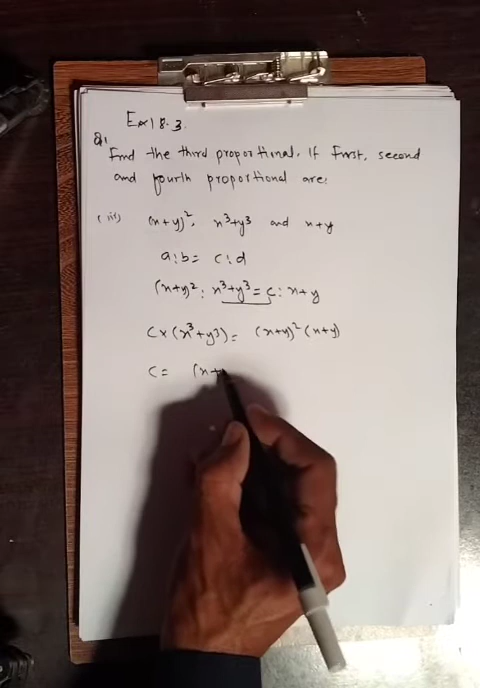 Ex 18.3.
Q1
Find the third proportional. If First, second
and fourth proportional are:
(iii) (x+y)², x³+y³ and x+y
a:b = c:d
(x+y)² : x³+y³ = c : x+y
c×(x³+y³) = (x+y)²(x+y)
c = (x+